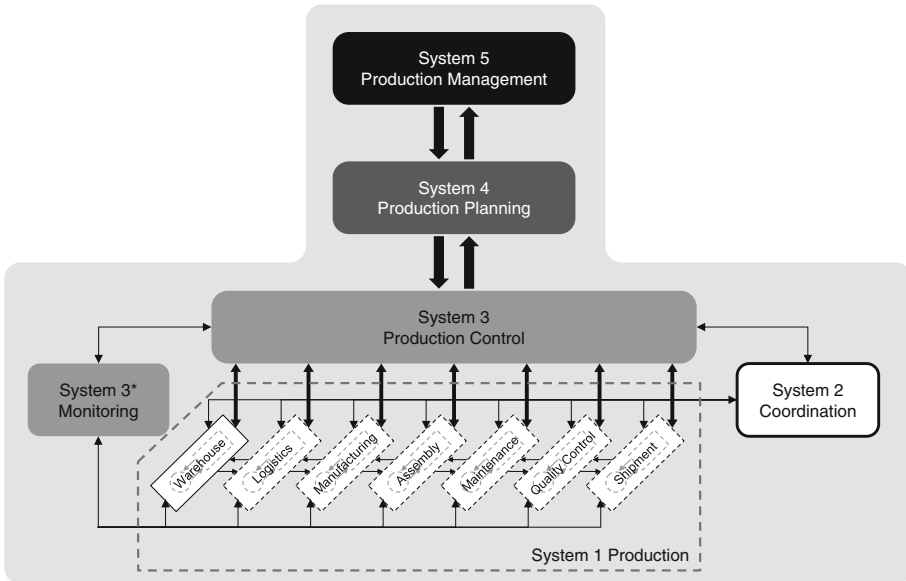 System 5
Production Management
System 4
Production Planning
System 3
Production Control
System 3*
Monitoring
System 2
Coordination
Warehouse
Logistics
Manufacturing
Assembly
Maintenance
Quality Control
Shipment
System 1 Production